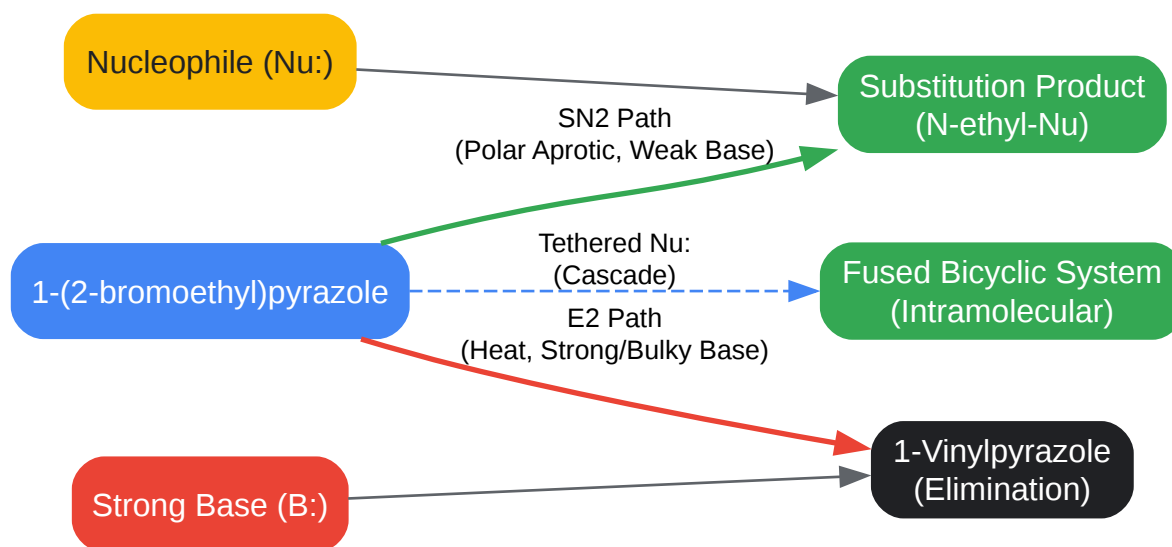 Nucleophile (Nu:)
Substitution Product
(N-ethyl-Nu)
SN2 Path
(Polar Aprotic, Weak Base)
1-(2-bromoethyl)pyrazole
Tethered Nu:
(Cascade)
Fused Bicyclic System
(Intramolecular)
E2 Path
(Heat, Strong/Bulky Base)
1-Vinylpyrazole
(Elimination)
Strong Base (B:)